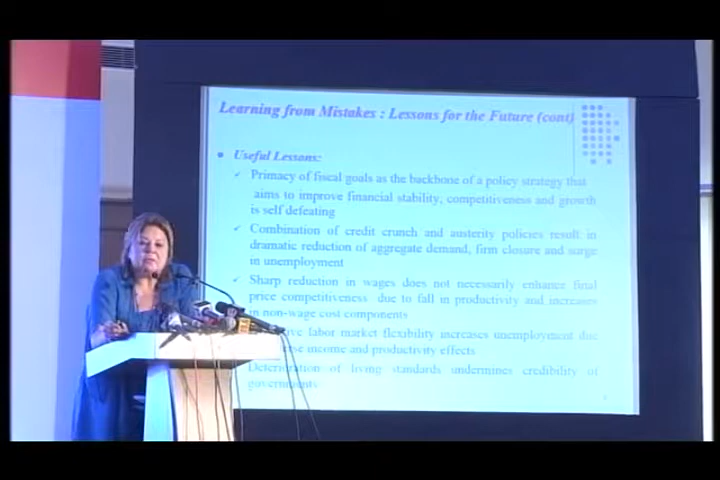 Learning from Mistakes : Lessons for the Future (cont)
Useful Lessons:
Primacy of fiscal goals as the backbone of a policy strategy that
aims to improve financial stability, competitiveness and growth
is self defeating
Combination of credit crunch and austerity policies result in
dramatic reduction of aggregate demand, firm closure and surge
in unemployment
Sharp reduction in wages does not necessarily enhance final
price competitiveness due to fall in productivity and increases
in non-wage cost components
labor market flexibility increases unemployment due
income and productivity effects
Deterioration of living standards undermines credibility of
governments